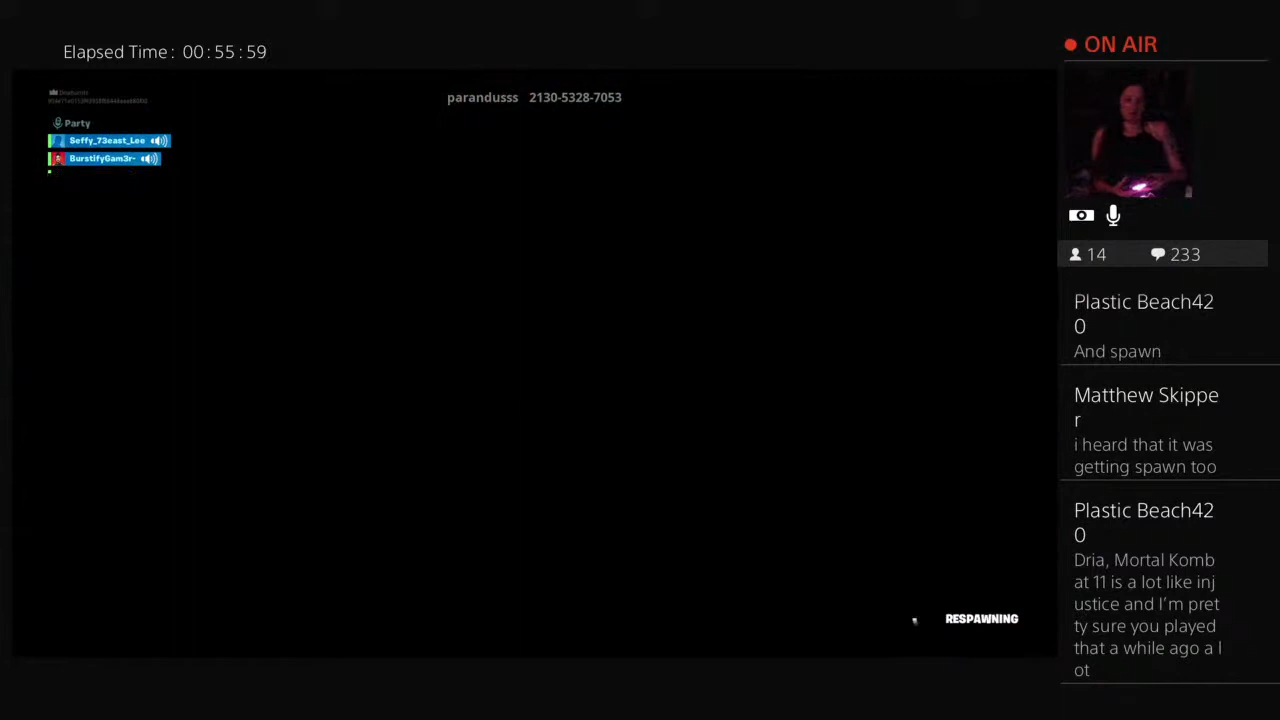 Elapsed Time: 00:55:59
ON AIR
parandusss 2130-5328-7053
Party
Seffy_73east_Lee
BurstifyGam3r-
14 233
Plastic Beach42
0
And spawn
Matthew Skippe
r
i heard that it was
getting spawn too
Plastic Beach42
0
Dria, Mortal Komb
at 11 is a lot like inj
ustice and I'm pret
ty sure you played
that a while ago a l
ot
RESPAWNING